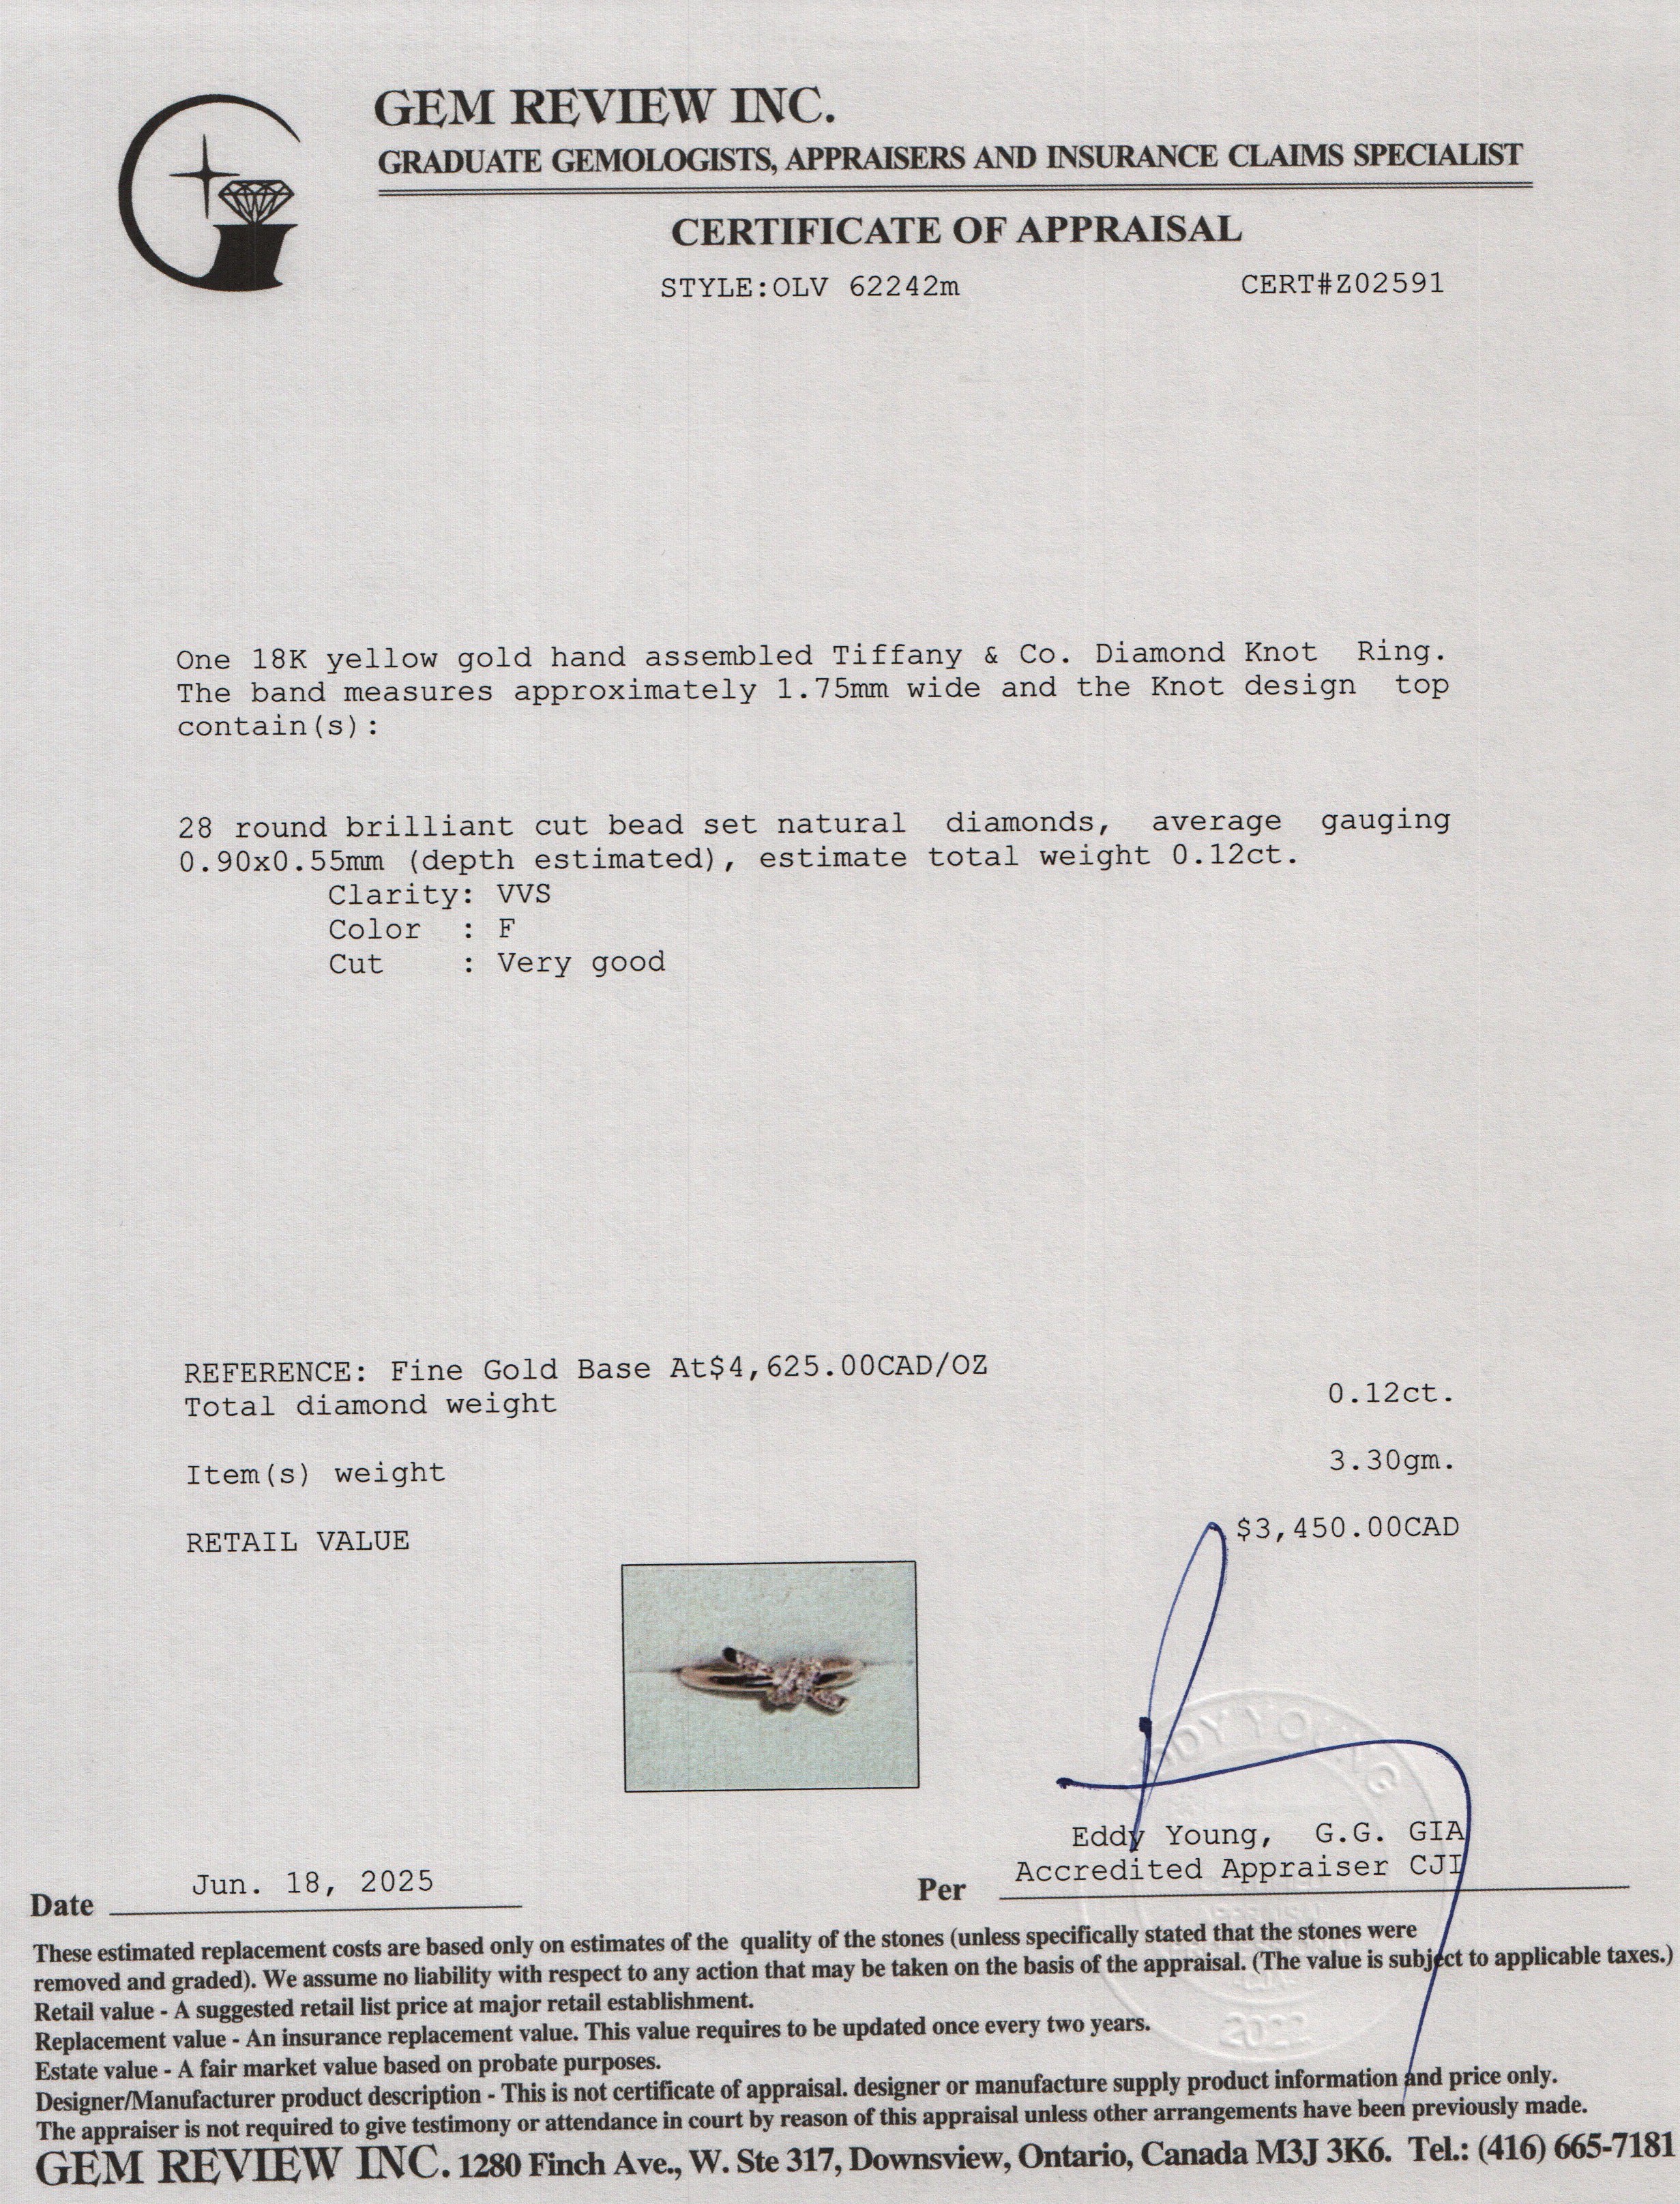 GEM REVIEW INC.
GRADUATE GEMOLOGISTS, APPRAISERS AND INSURANCE CLAIMS SPECIALIST
CERTIFICATE OF APPRAISAL
STYLE:OLV 62242m CERT#Z02591
One 18K yellow gold hand assembled Tiffany & Co. Diamond Knot Ring.
The band measures approximately 1.75mm wide and the Knot design top
contain(s):
28 round brilliant cut bead set natural diamonds, average gauging
0.90x0.55mm (depth estimated), estimate total weight 0.12ct.
Clarity: VVS
Color : F
Cut : Very good
REFERENCE: Fine Gold Base At$4,625.00CAD/OZ
Total diamond weight 0.12ct.
Item(s) weight 3.30gm.
RETAIL VALUE $3,450.00CAD
EDDY YOUNG
Eddy Young, G.G. GIA
Accredited Appraiser CJI
Date Jun. 18, 2025 Per
2022
These estimated replacement costs are based only on estimates of the quality of the stones (unless specifically stated that the stones were
removed and graded). We assume no liability with respect to any action that may be taken on the basis of the appraisal. (The value is subject to applicable taxes.)
Retail value - A suggested retail list price at major retail establishment.
Replacement value - An insurance replacement value. This value requires to be updated once every two years.
Estate value - A fair market value based on probate purposes.
Designer/Manufacturer product description - This is not certificate of appraisal. designer or manufacture supply product information and price only.
The appraiser is not required to give testimony or attendance in court by reason of this appraisal unless other arrangements have been previously made.
GEM REVIEW INC. 1280 Finch Ave., W. Ste 317, Downsview, Ontario, Canada M3J 3K6. Tel.: (416) 665-7181